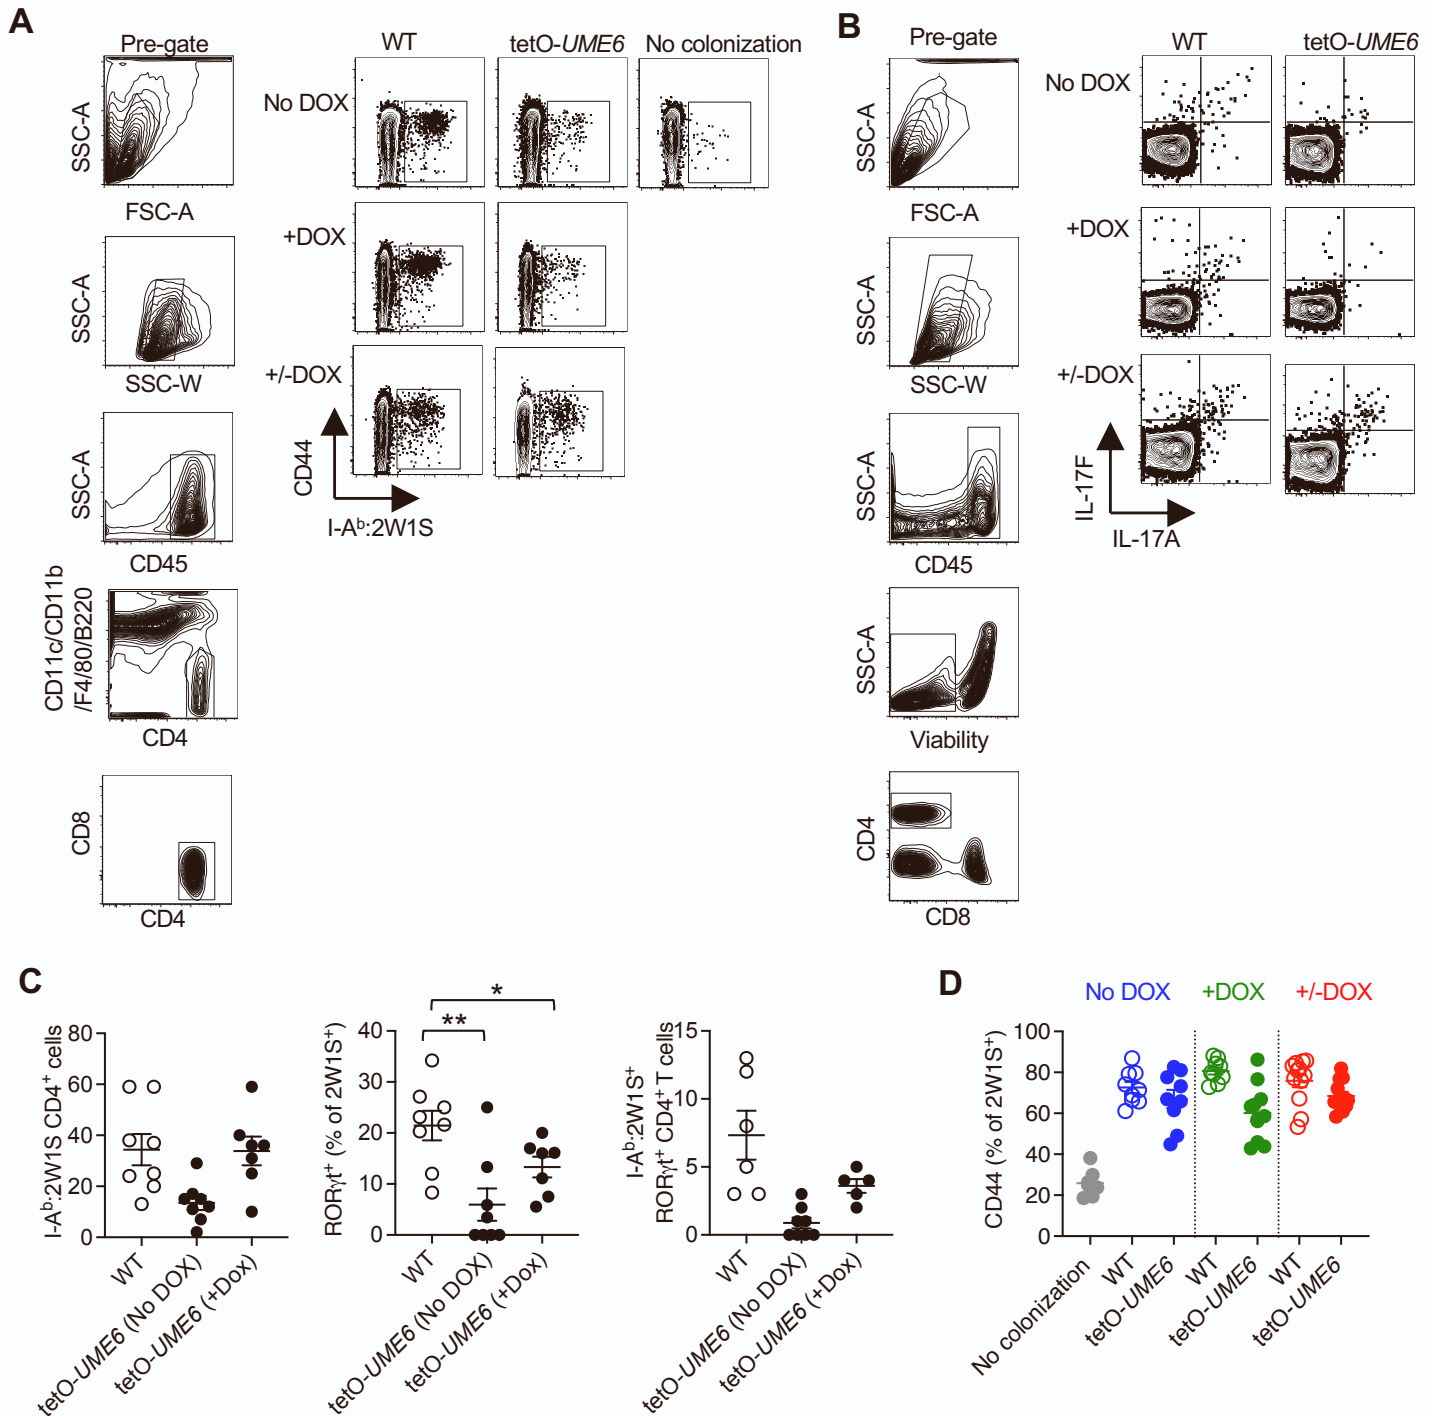 A
Pre-gate
SSC-A
FSC-A
SSC-A
SSC-W
SSC-A
CD45
CD11c/CD11b
/F4/80/B220
CD4
CD8
CD4
WT
tetO-UME6
No colonization
No DOX
+DOX
+/-DOX
CD44
I-Aᵇ:2W1S
B
Pre-gate
SSC-A
FSC-A
SSC-A
SSC-W
SSC-A
CD45
SSC-A
Viability
CD4
CD8
WT
tetO-UME6
No DOX
+DOX
+/-DOX
IL-17F
IL-17A
C
I-Aᵇ:2W1S CD4⁺ cells
80
60
40
20
0
WT
tetO-UME6 (No DOX)
tetO-UME6 (+Dox)
RORγt⁺ (% of 2W1S⁺)
40
30
20
10
0
*
**
WT
tetO-UME6 (No DOX)
tetO-UME6 (+Dox)
I-Aᵇ:2W1S⁺
RORγt⁺ CD4⁺ T cells
15
10
5
0
WT
tetO-UME6 (No DOX)
tetO-UME6 (+Dox)
D
No DOX
+DOX
+/-DOX
CD44 (% of 2W1S⁺)
100
80
60
40
20
0
No colonization
WT
tetO-UME6
WT
tetO-UME6
WT
tetO-UME6